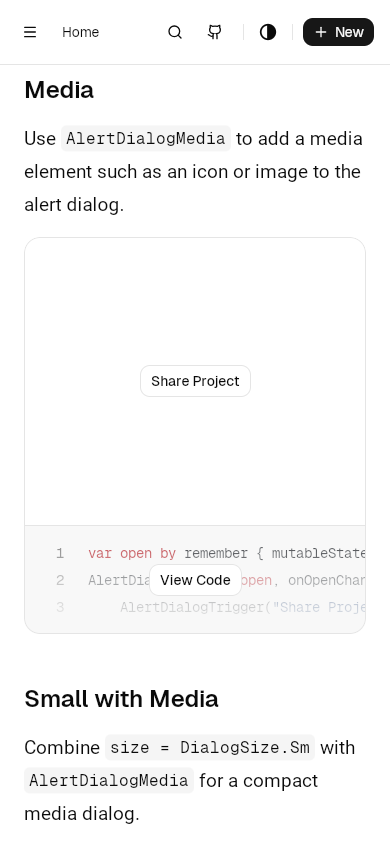 Home
New
Media
Use AlertDialogMedia to add a media
element such as an icon or image to the
alert dialog.
Share Project
1 var open by remember { mutableState
2 AlertDia open, onOpenChan
View Code
3 AlertDialogTrigger("Share Proje
Small with Media
Combine size = DialogSize.Sm with
AlertDialogMedia for a compact
media dialog.